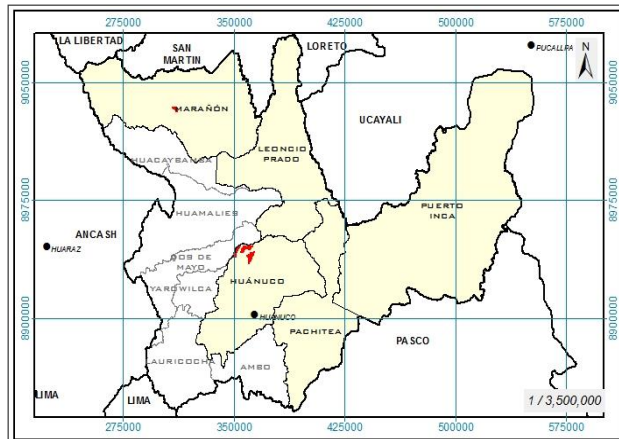 275000 350000 425000 500000 575000
LA LIBERTAD
SAN
MARTIN
LORETO
PUCALLPA
N
9050000
9050000
MARAÑÓN
UCAYALI
LEONCIO
PRADO
HUACAYBAMBA
8975000
8975000
HUAMALIES
PUERTO
INCA
ANCASH
HUARAZ
DOS DE
MAYO
YAROWILCA
HUÁNUCO
HUÁNUCO
8900000
8900000
PACHITEA
PASCO
LAURICOCHA
AMBO
LIMA
LIMA
1 / 3,500,000
275000 350000 425000 500000 575000